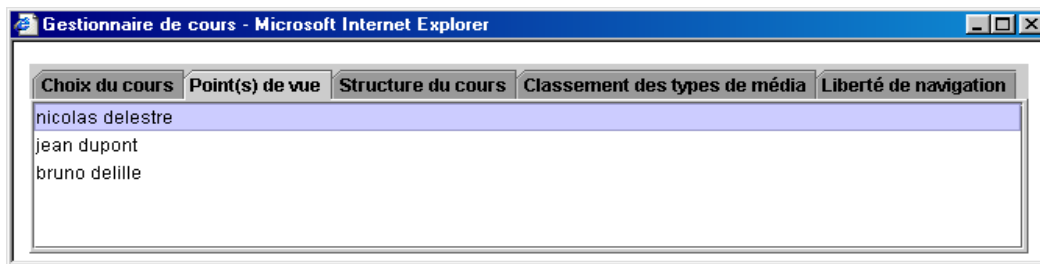 Gestionnaire de cours - Microsoft Internet Explorer
Choix du cours Point(s) de vue Structure du cours Classement des types de média Liberté de navigation
nicolas delestre
jean dupont
bruno delille